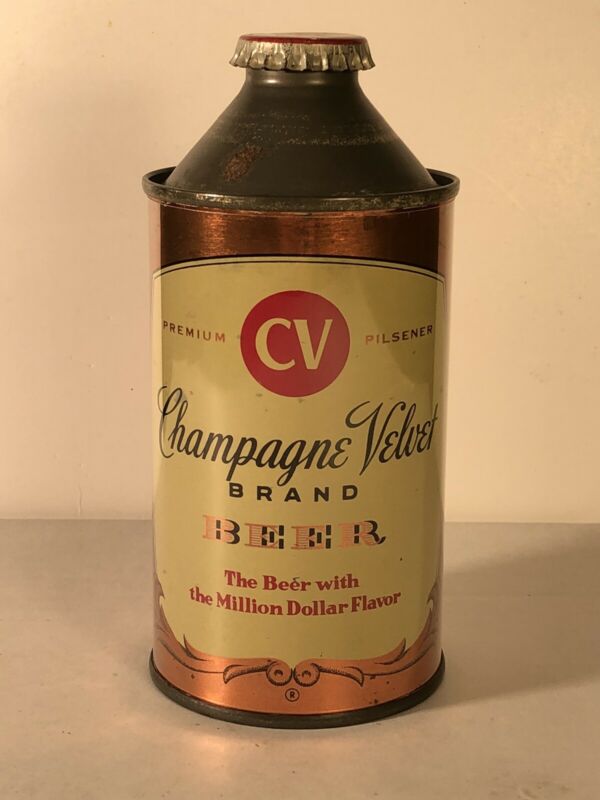 PREMIUM CV PILSENER
Champagne Velvet
BRAND
BEER
The Beer with
the Million Dollar Flavor
®